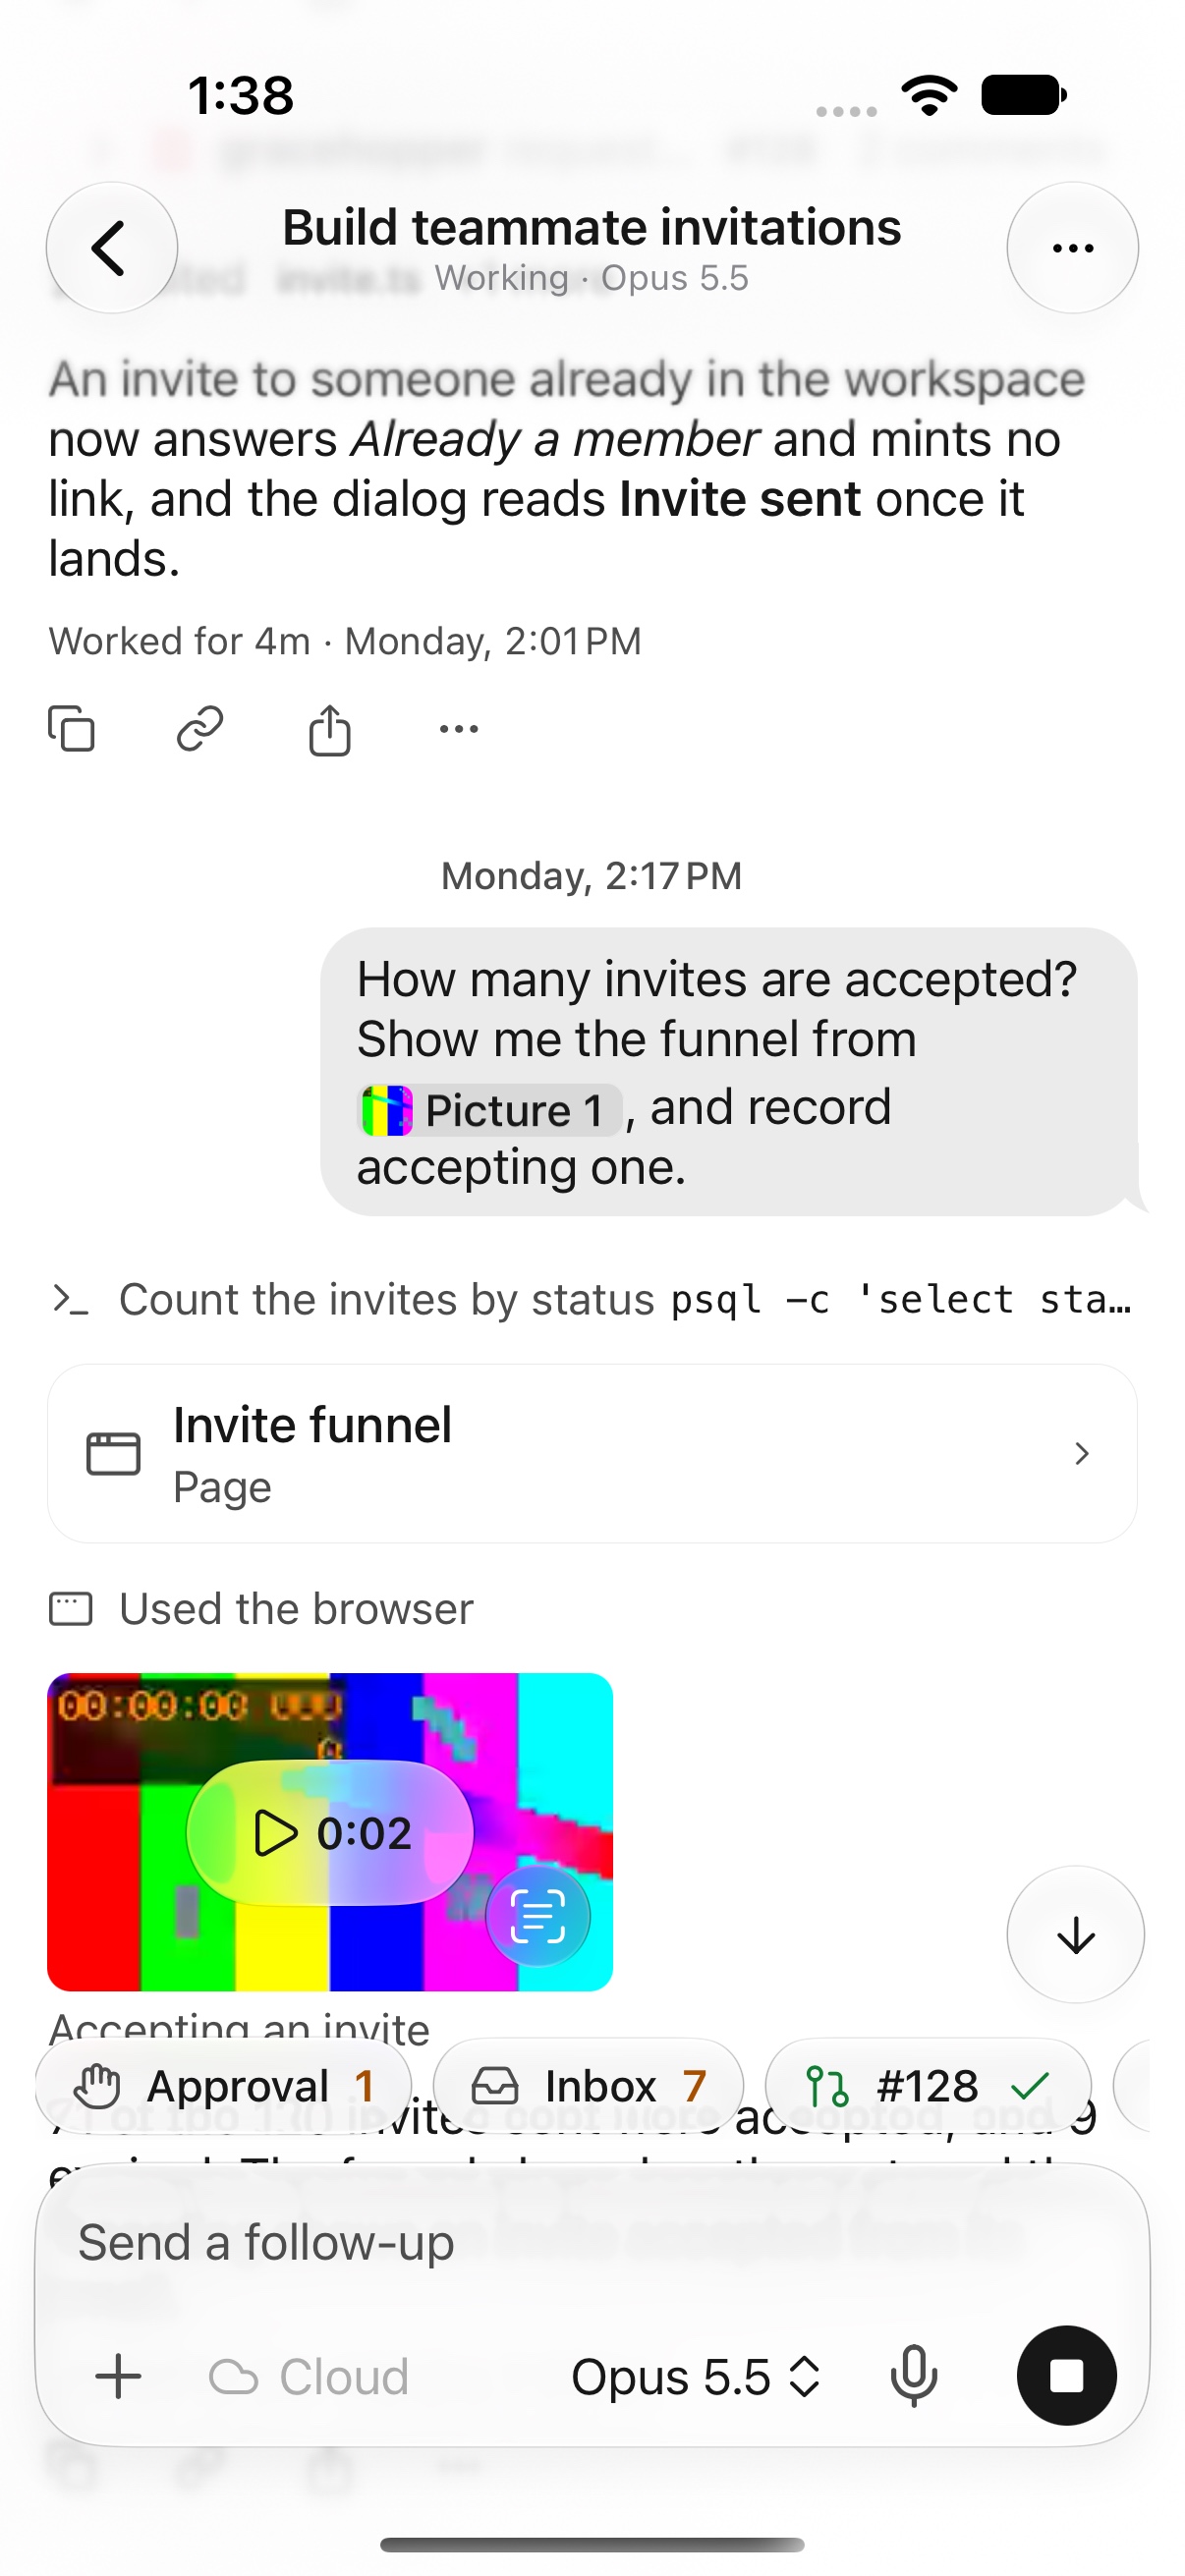 1:38
Build teammate invitations
Working · Opus 5.5
invite.ts
An invite to someone already in the workspace
now answers Already a member and mints no
link, and the dialog reads Invite sent once it
lands.
Worked for 4m · Monday, 2:01 PM
Monday, 2:17 PM
How many invites are accepted?
Show me the funnel from
Picture 1, and record
accepting one.
Count the invites by status psql -c 'select sta…
Invite funnel
Page
Used the browser
00:00:00
0:02
Accepting an invite
Approval 1
Inbox 7
#128
Send a follow-up
Cloud
Opus 5.5